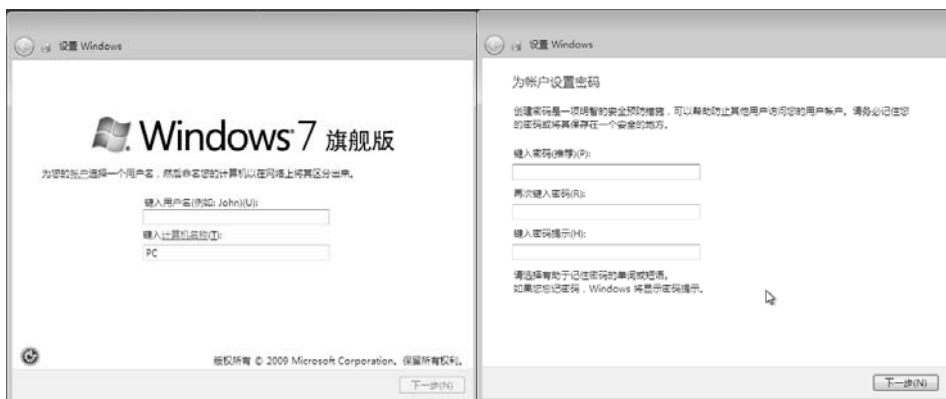 设置 Windows
Windows 7 旗舰版
为您的账户选择一个用户名，然后命名您的计算机以在网络上将其区分出来。
键入用户名(例如: John)(U):
键入计算机名称(T):
PC
版权所有 © 2009 Microsoft Corporation。保留所有权利。
下一步(N)
设置 Windows
为帐户设置密码
创建密码是一项明智的安全预防措施，可以帮助防止其他用户访问您的用户帐户。请务必记住您
的密码或将其保存在一个安全的地方。
键入密码(推荐)(P):
再次键入密码(R):
键入密码提示(H):
请选择有助于记住密码的单词或短语。
如果您忘记密码，Windows 将显示密码提示。
下一步(N)